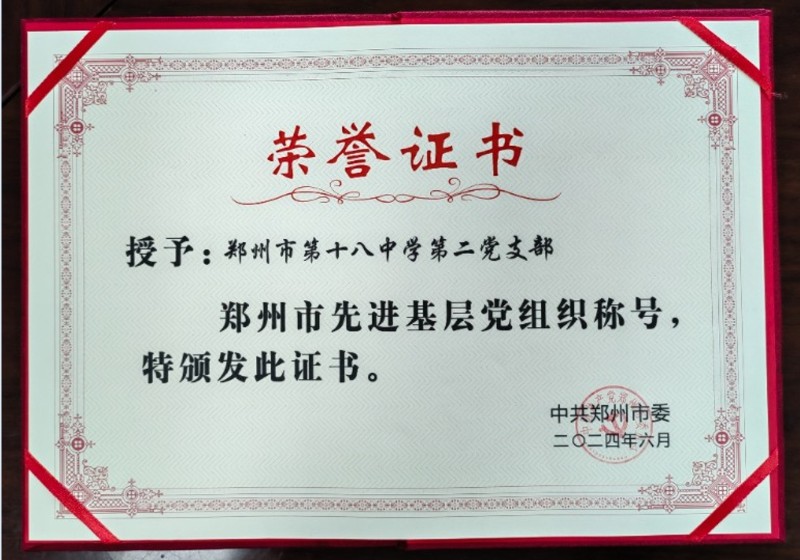 荣誉证书
授予：郑州市第十八中学第二党支部
郑州市先进基层党组织称号，
特颁发此证书。
中共郑州市委
二〇二四年六月